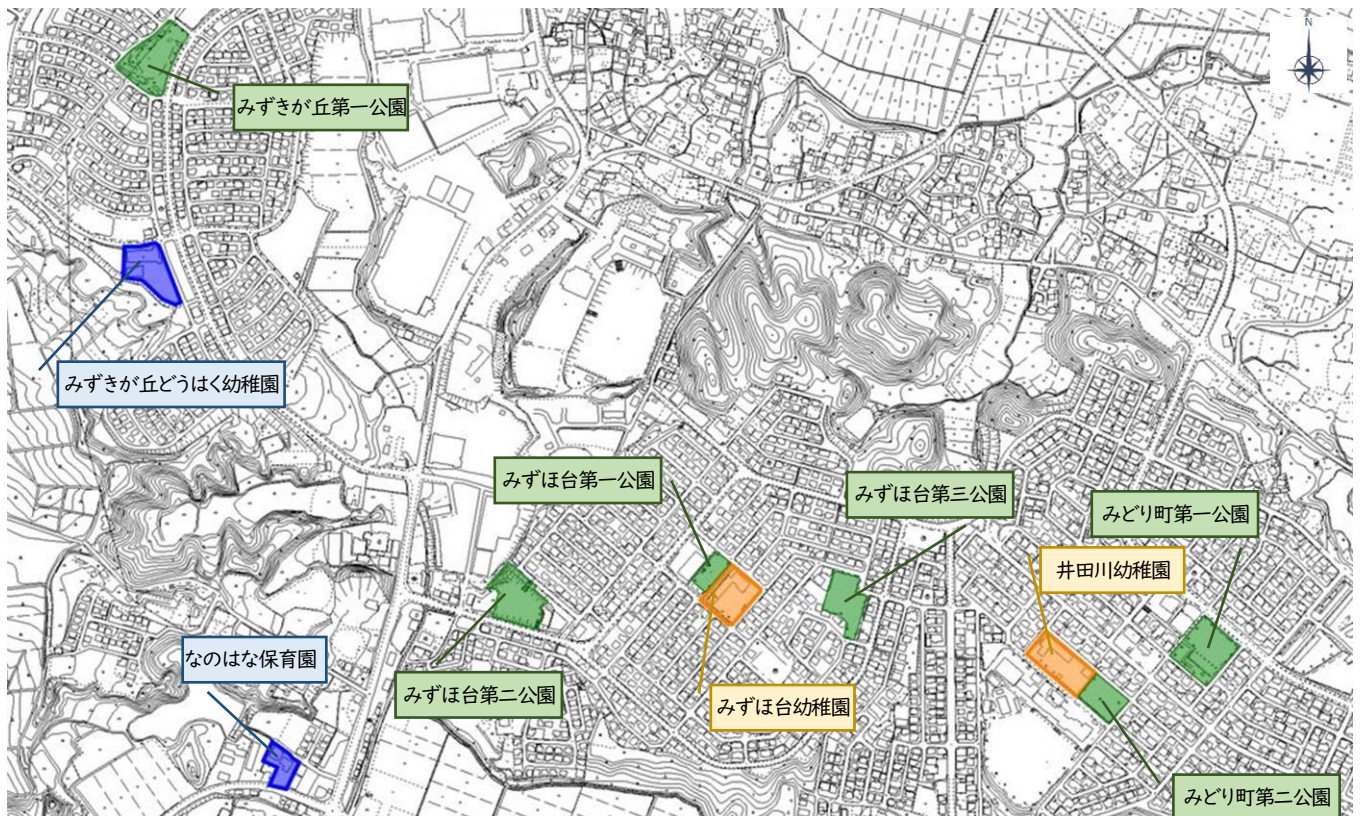 N
みずきが丘第一公園
みずきが丘どうはく幼稚園
みずほ台第一公園
みずほ台第三公園
みどり町第一公園
井田川幼稚園
なのはな保育園
みずほ台第二公園
みずほ台幼稚園
みどり町第二公園